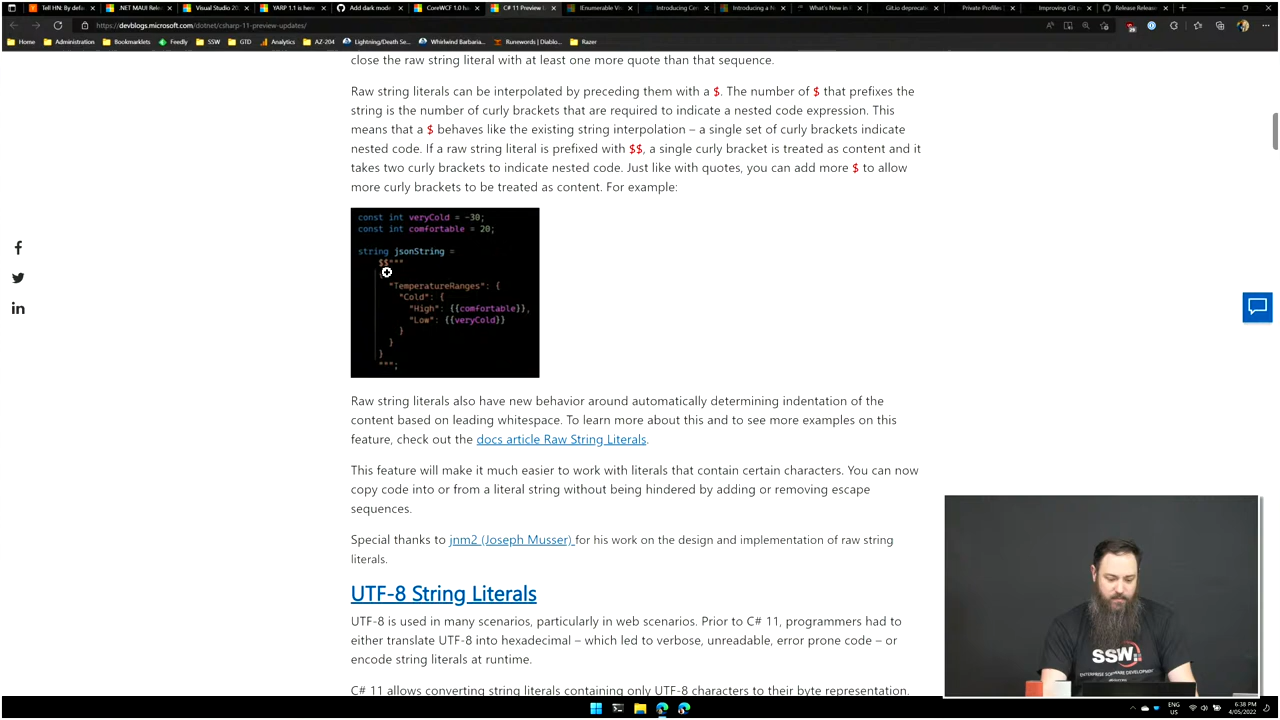 Tell HN: By defau
.NET MAUI Relea
Visual Studio 20
YARP 1.1 is here
Add dark mode
CoreWCF 1.0 ha
C# 11 Preview U
IEnumerable V
Introducing Cer
Introducing a N
What's New in
Git.io deprecati
Private Profiles
Improving Git p
Release Release
https://devblogs.microsoft.com/dotnet/csharp-11-preview-updates/
Home
Administration
Bookmarklets
Feedly
SSW
GTD
Analytics
AZ-204
Lightning/Death Se...
Whirlwind Barbaria...
Runewords | Diablo...
Razer
close the raw string literal with at least one more quote than that sequence.
Raw string literals can be interpolated by preceding them with a $. The number of $ that prefixes the
string is the number of curly brackets that are required to indicate a nested code expression. This
means that a $ behaves like the existing string interpolation – a single set of curly brackets indicate
nested code. If a raw string literal is prefixed with $$, a single curly bracket is treated as content and it
takes two curly brackets to indicate nested code. Just like with quotes, you can add more $ to allow
more curly brackets to be treated as content. For example:
const int veryCold = -30;
const int comfortable = 20;
string jsonString =
$$"""
"TemperatureRanges": {
"Cold": {
"High": {{comfortable}},
"Low": {{veryCold}}
}
}
}
""";
Raw string literals also have new behavior around automatically determining indentation of the
content based on leading whitespace. To learn more about this and to see more examples on this
feature, check out the docs article Raw String Literals.
This feature will make it much easier to work with literals that contain certain characters. You can now
copy code into or from a literal string without being hindered by adding or removing escape
sequences.
Special thanks to jnm2 (Joseph Musser) for his work on the design and implementation of raw string
literals.
UTF-8 String Literals
UTF-8 is used in many scenarios, particularly in web scenarios. Prior to C# 11, programmers had to
either translate UTF-8 into hexadecimal – which led to verbose, unreadable, error prone code – or
encode string literals at runtime.
C# 11 allows converting string literals containing only UTF-8 characters to their byte representation.
SSW
ENTERPRISE SOFTWARE DEVELOPMENT
ENG
US
6:38 PM
4/05/2022